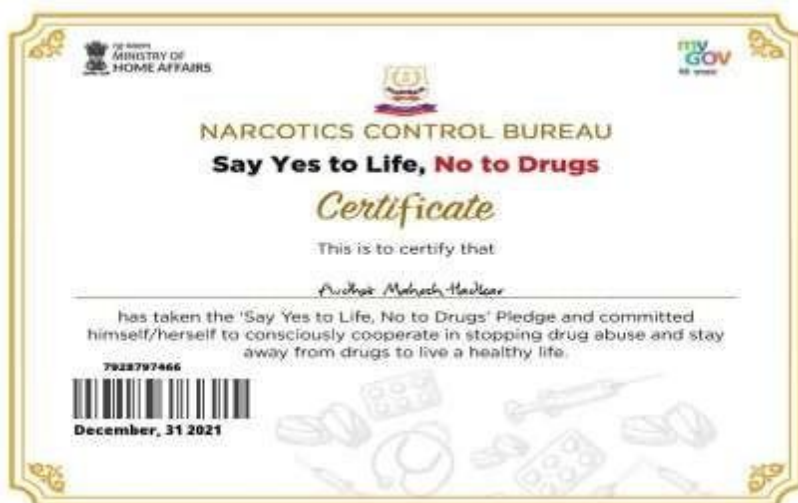 MINISTRY OF
HOME AFFAIRS
my
GOV
NARCOTICS CONTROL BUREAU
Say Yes to Life, No to Drugs
Certificate
This is to certify that
Mahesh
has taken the 'Say Yes to Life, No to Drugs' Pledge and committed
himself/herself to consciously cooperate in stopping drug abuse and stay
away from drugs to live a healthy life.
7928797466
December, 31 2021